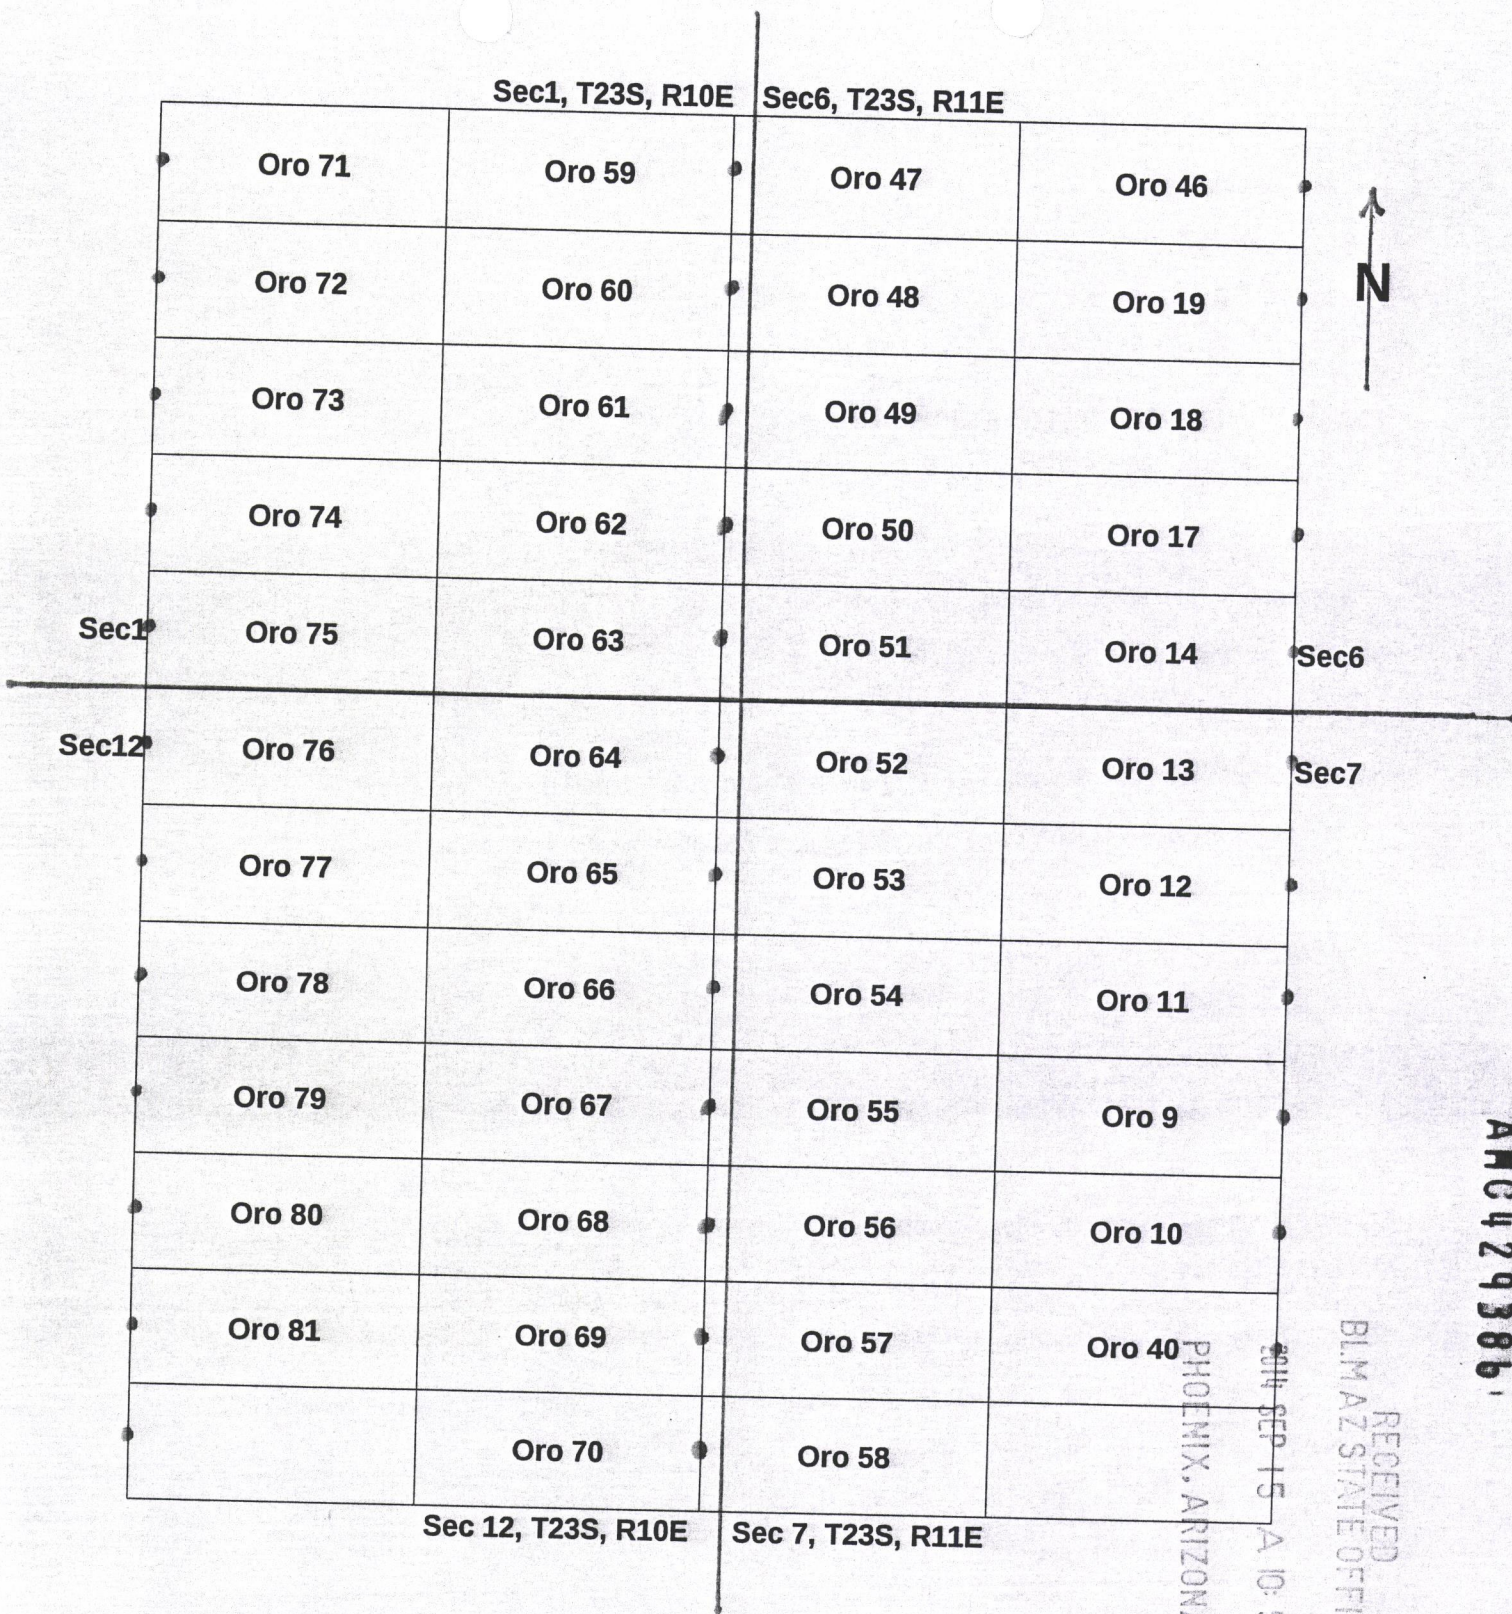 Sec1, T23S, R10E Sec6, T23S, R11E
Oro 71 Oro 59 Oro 47 Oro 46
Oro 72 Oro 60 Oro 48 Oro 19
N
Oro 73 Oro 61 Oro 49 Oro 18
Oro 74 Oro 62 Oro 50 Oro 17
Sec1 Oro 75 Oro 63 Oro 51 Oro 14 Sec6
Sec12 Oro 76 Oro 64 Oro 52 Oro 13 Sec7
Oro 77 Oro 65 Oro 53 Oro 12
Oro 78 Oro 66 Oro 54 Oro 11
Oro 79 Oro 67 Oro 55 Oro 9
Oro 80 Oro 68 Oro 56 Oro 10
Oro 81 Oro 69 Oro 57 Oro 40
Oro 70 Oro 58
Sec 12, T23S, R10E Sec 7, T23S, R11E
AMC429386
RECEIVED
BLM AZ STATE OFFI
2014 SEP 15 A 10:
PHOENIX, ARIZON